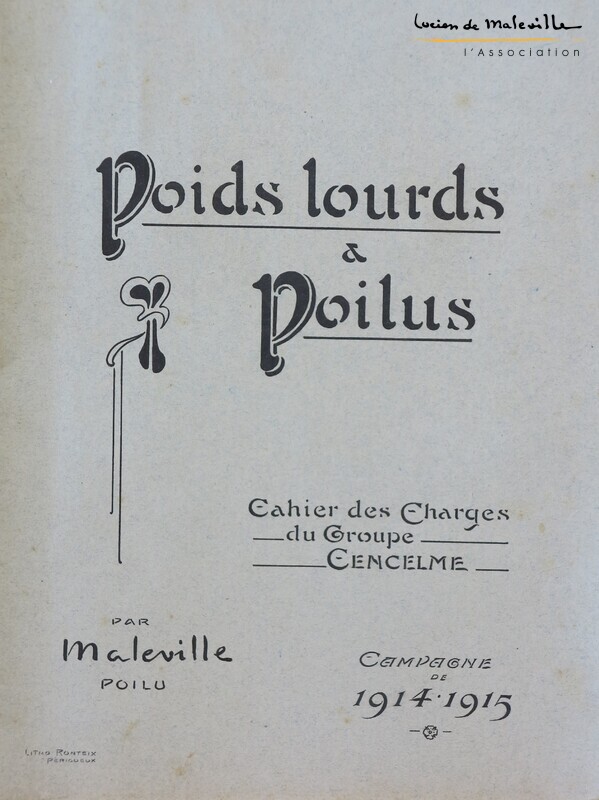 Lucien de Maleville
l'Association
Poids lourds
&
Poilus
Cahier des Charges
du Groupe
CENCELME
PAR
Maleville
POILU
CAMPAGNE
DE
1914·1915
LITHO RONTEIX
PERIGUEUX